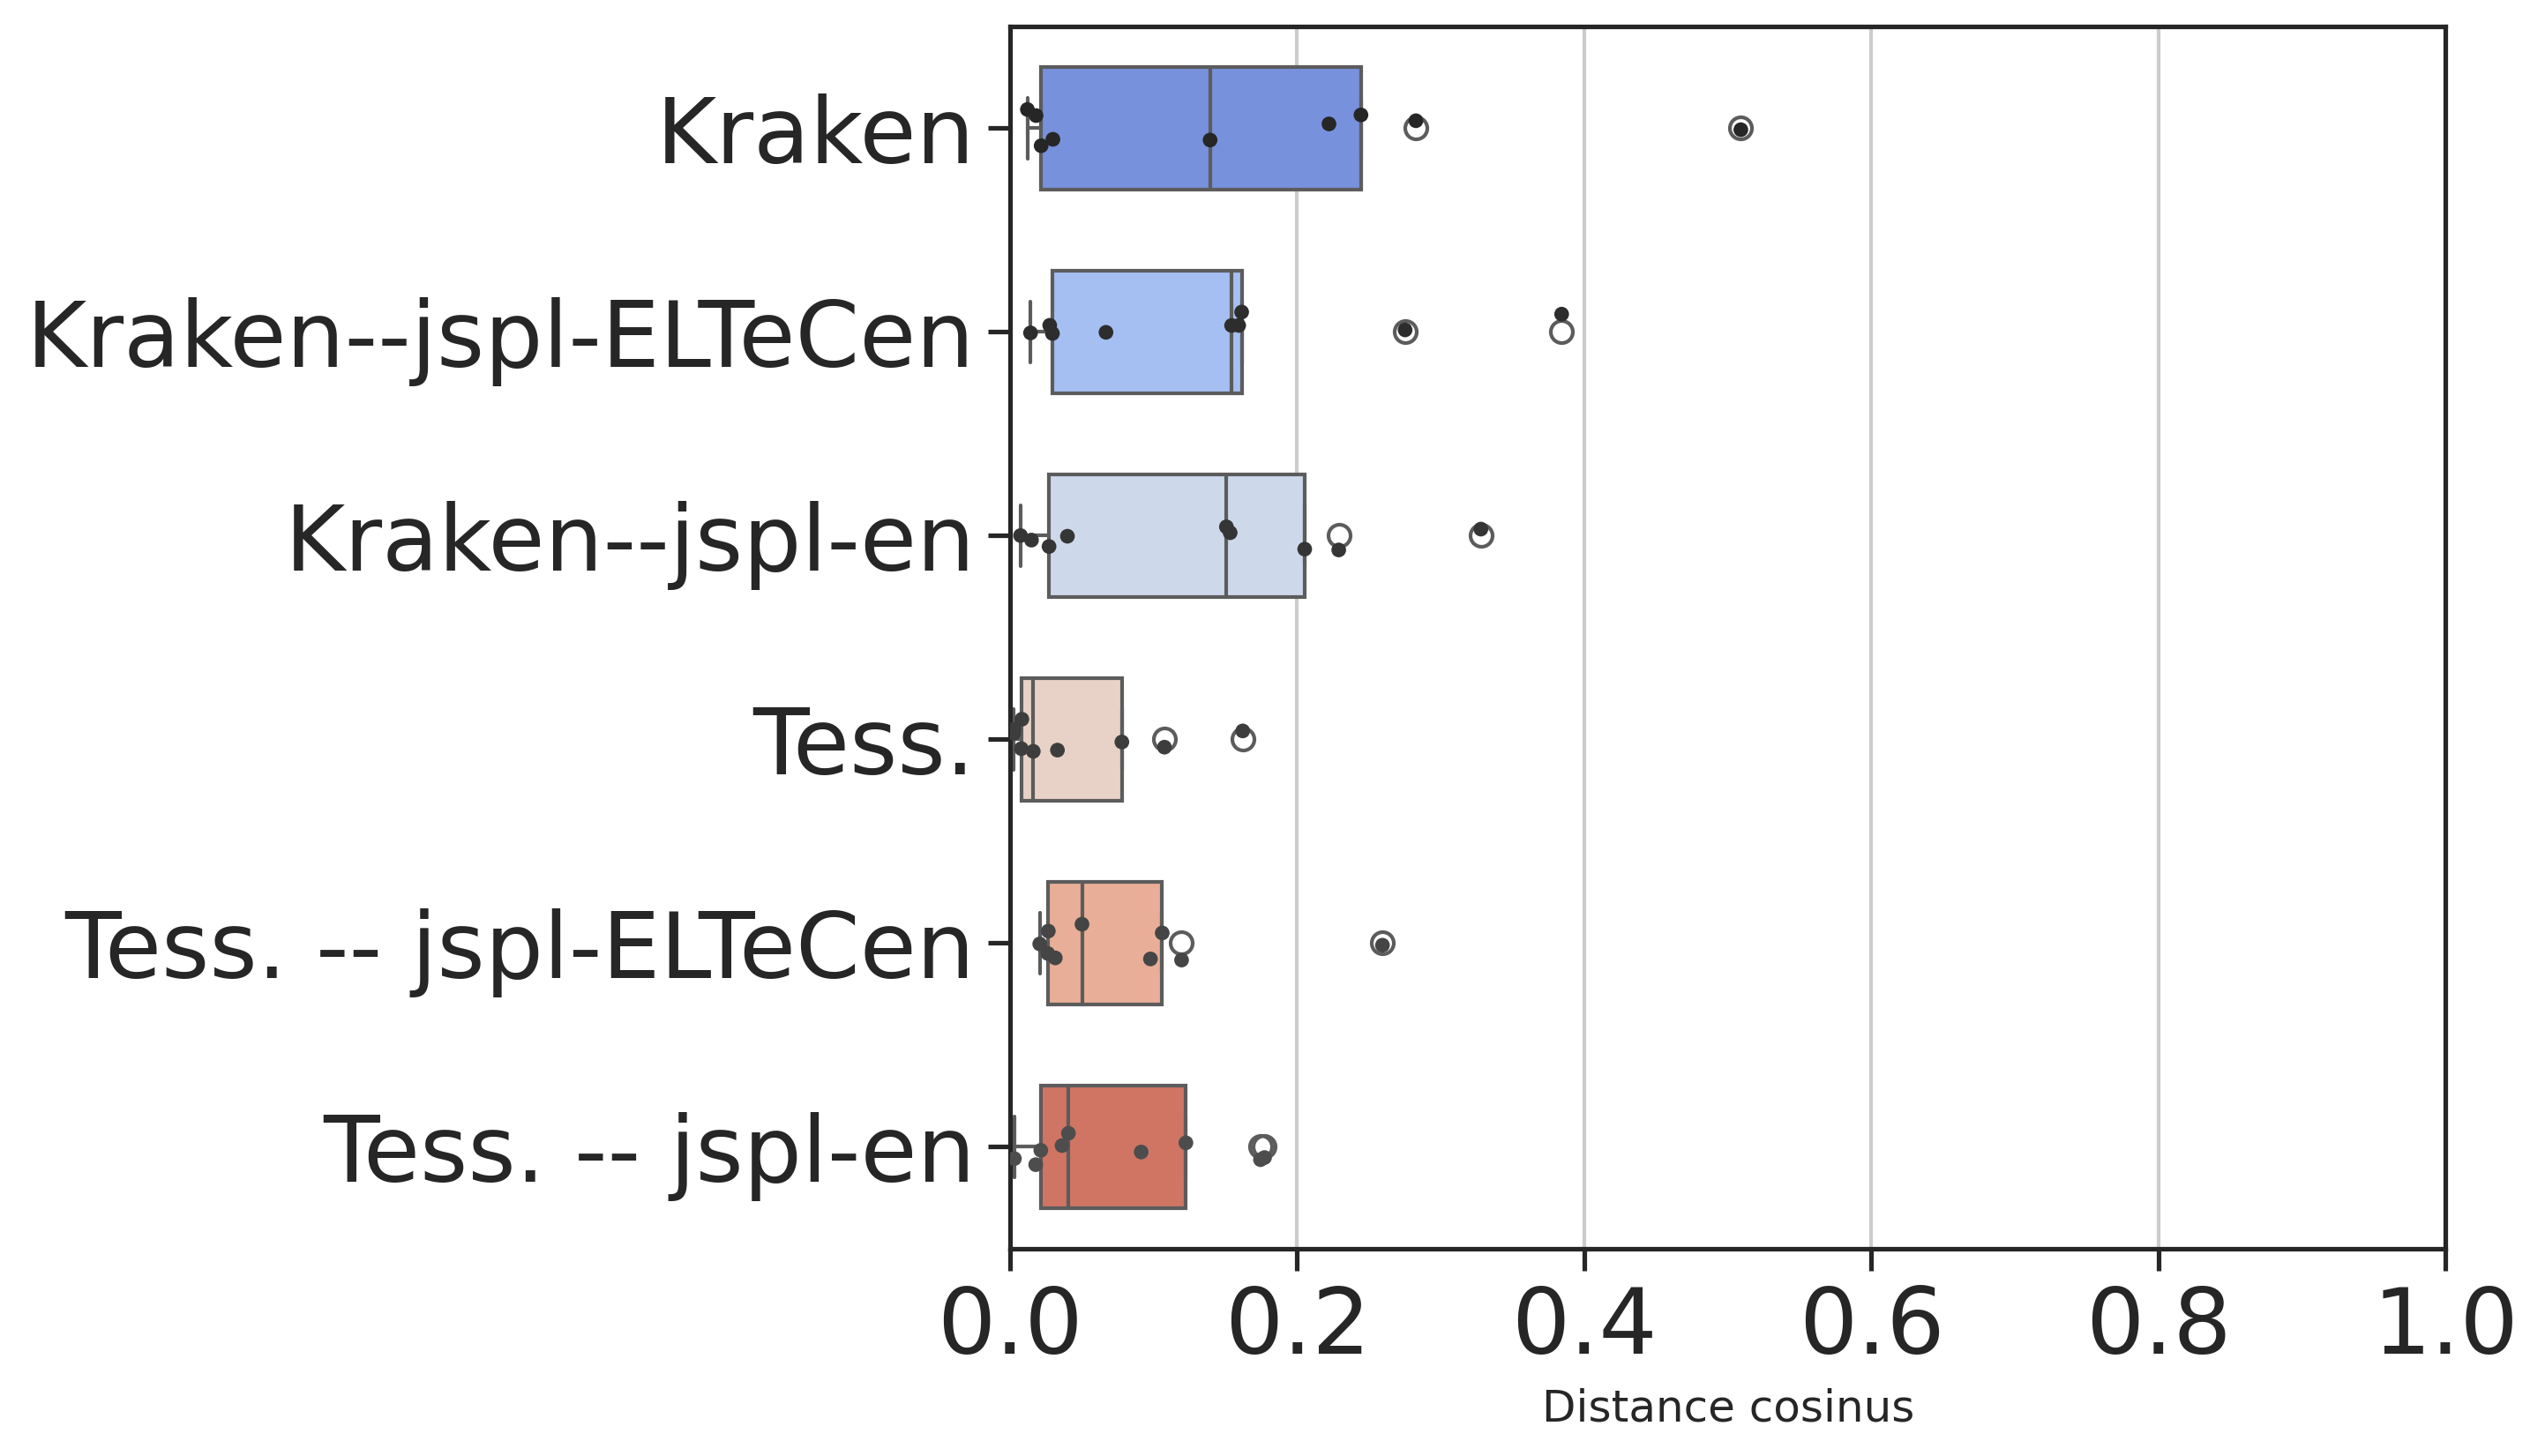 Kraken
Kraken--jspl-ELTeCen
Kraken--jspl-en
Tess.
Tess. -- jspl-ELTeCen
Tess. -- jspl-en
0.0 0.2 0.4 0.6 0.8 1.0
Distance cosinus